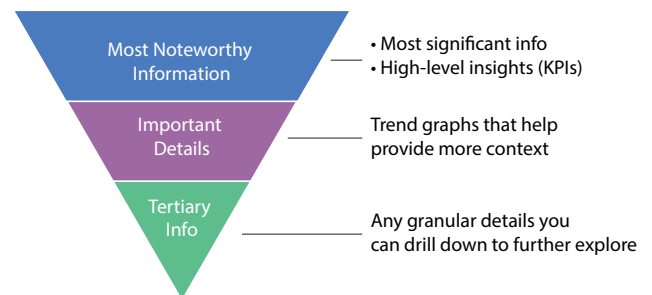 Most Noteworthy
Information
• Most significant info
• High-level insights (KPIs)
Important
Details
Trend graphs that help
provide more context
Tertiary
Info
Any granular details you
can drill down to further explore